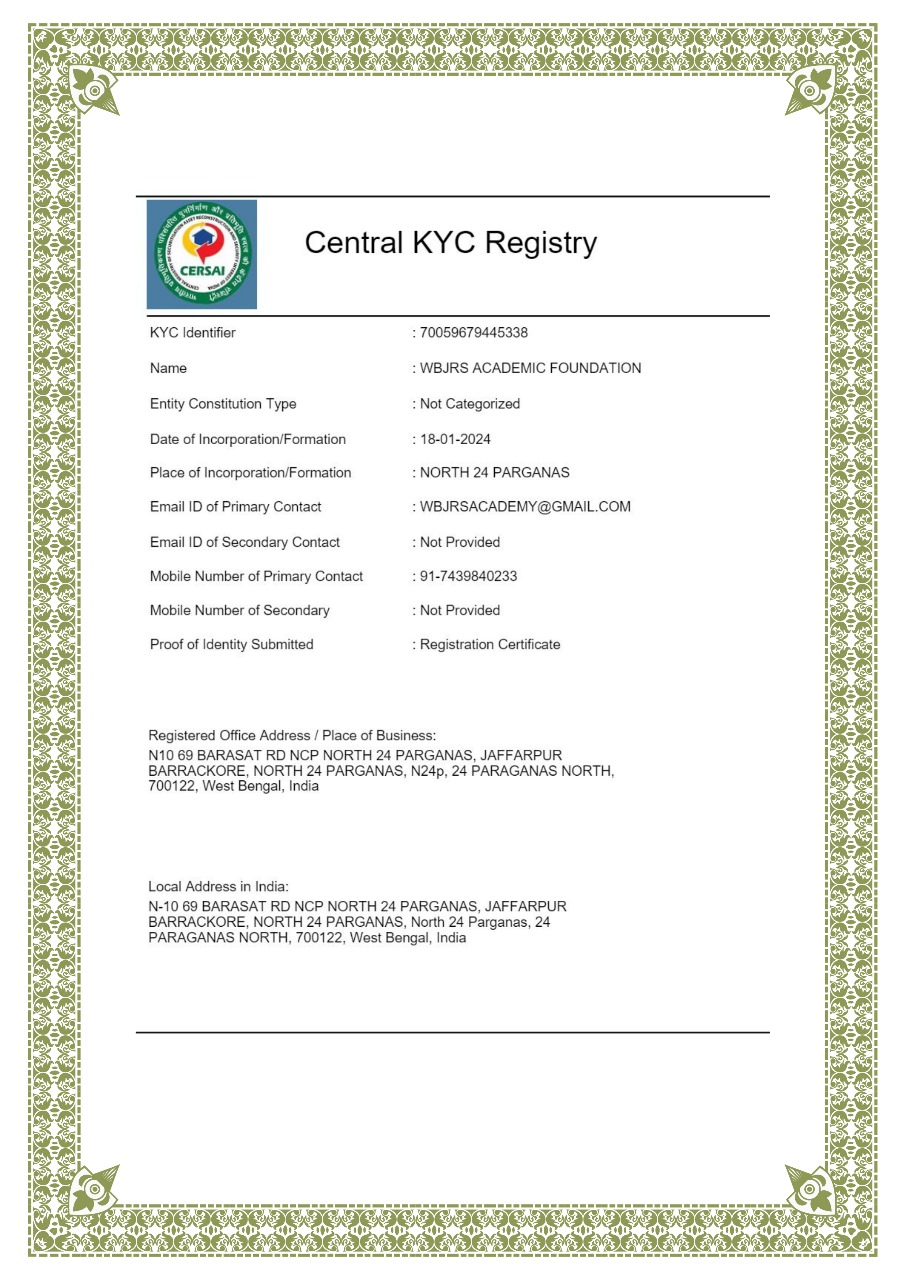 CERSAI
Central KYC Registry
KYC Identifier : 70059679445338
Name : WBJRS ACADEMIC FOUNDATION
Entity Constitution Type : Not Categorized
Date of Incorporation/Formation : 18-01-2024
Place of Incorporation/Formation : NORTH 24 PARGANAS
Email ID of Primary Contact : WBJRSACADEMY@GMAIL.COM
Email ID of Secondary Contact : Not Provided
Mobile Number of Primary Contact : 91-7439840233
Mobile Number of Secondary : Not Provided
Proof of Identity Submitted : Registration Certificate
Registered Office Address / Place of Business:
N10 69 BARASAT RD NCP NORTH 24 PARGANAS, JAFFARPUR
BARRACKORE, NORTH 24 PARGANAS, N24p, 24 PARAGANAS NORTH,
700122, West Bengal, India
Local Address in India:
N-10 69 BARASAT RD NCP NORTH 24 PARGANAS, JAFFARPUR
BARRACKORE, NORTH 24 PARGANAS, North 24 Parganas, 24
PARAGANAS NORTH, 700122, West Bengal, India